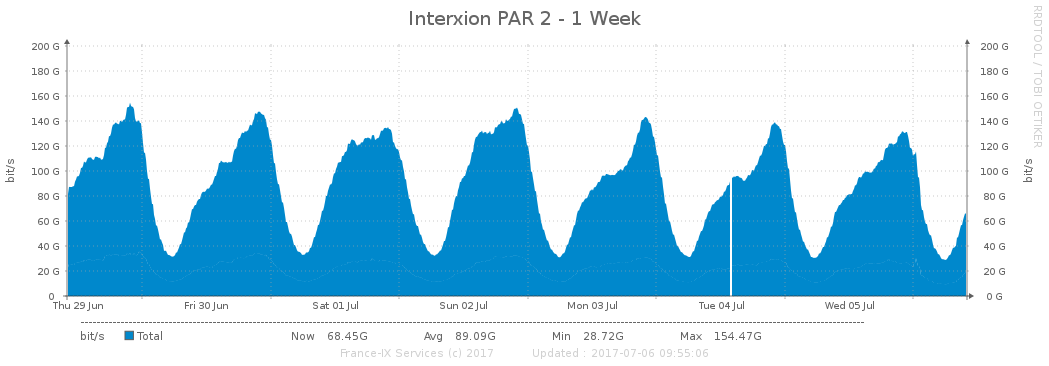 Interxion PAR 2 - 1 Week
RRDTOOL / TOBI OETIKER
200 G 200 G
180 G 180 G
160 G 160 G
140 G 140 G
120 G 120 G
100 G 100 G
80 G 80 G
60 G 60 G
40 G 40 G
20 G 20 G
0 0 G
bit/s bit/s
Thu 29 Jun Fri 30 Jun Sat 01 Jul Sun 02 Jul Mon 03 Jul Tue 04 Jul Wed 05 Jul
bit/s Total Now 68.45G Avg 89.09G Min 28.72G Max 154.47G
France-IX Services (c) 2017 Updated : 2017-07-06 09:55:06